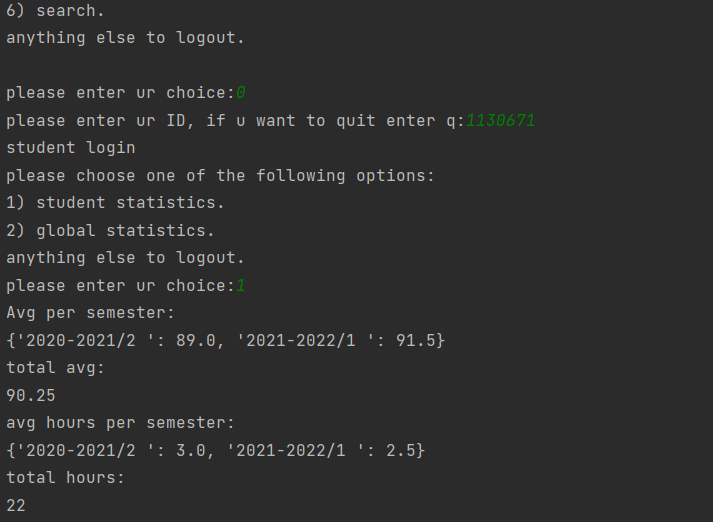 6) search.
anything else to logout.
please enter ur choice:0
please enter ur ID, if u want to quit enter q:1130671
student login
please choose one of the following options:
1) student statistics.
2) global statistics.
anything else to logout.
please enter ur choice:1
Avg per semester:
{'2020-2021/2 ': 89.0, '2021-2022/1 ': 91.5}
total avg:
90.25
avg hours per semester:
{'2020-2021/2 ': 3.0, '2021-2022/1 ': 2.5}
total hours:
22